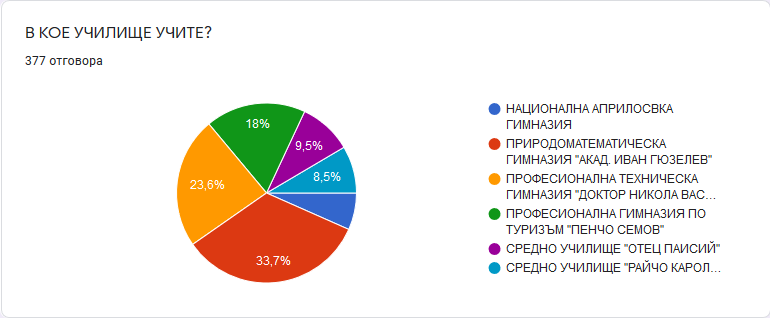 В КОЕ УЧИЛИЩЕ УЧИТЕ?
377 отговора
18%
9,5%
8,5%
23,6%
33,7%
НАЦИОНАЛНА АПРИЛОСВКА
ГИМНАЗИЯ
ПРИРОДОМАТЕМАТИЧЕСКА
ГИМНАЗИЯ "АКАД. ИВАН ГЮЗЕЛЕВ"
ПРОФЕСИОНАЛНА ТЕХНИЧЕСКА
ГИМНАЗИЯ "ДОКТОР НИКОЛА ВАС…
ПРОФЕСИОНАЛНА ГИМНАЗИЯ ПО
ТУРИЗЪМ "ПЕНЧО СЕМОВ"
СРЕДНО УЧИЛИЩЕ "ОТЕЦ ПАИСИЙ"
СРЕДНО УЧИЛИЩЕ "РАЙЧО КАРОЛ…